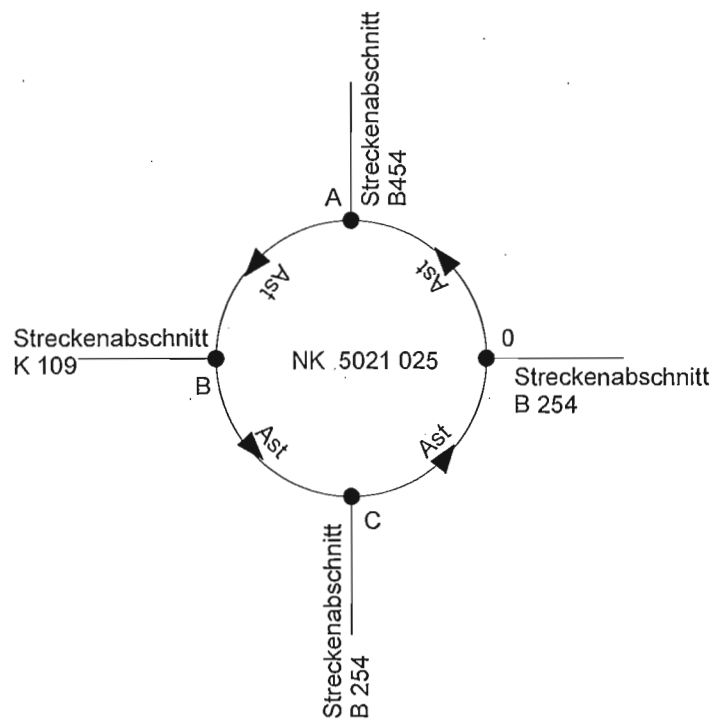 Streckenabschnitt
B454
A
Ast
Ast
Streckenabschnitt
K 109
B
NK 5021 025
0
Streckenabschnitt
B 254
Ast
Ast
C
Streckenabschnitt
B 254